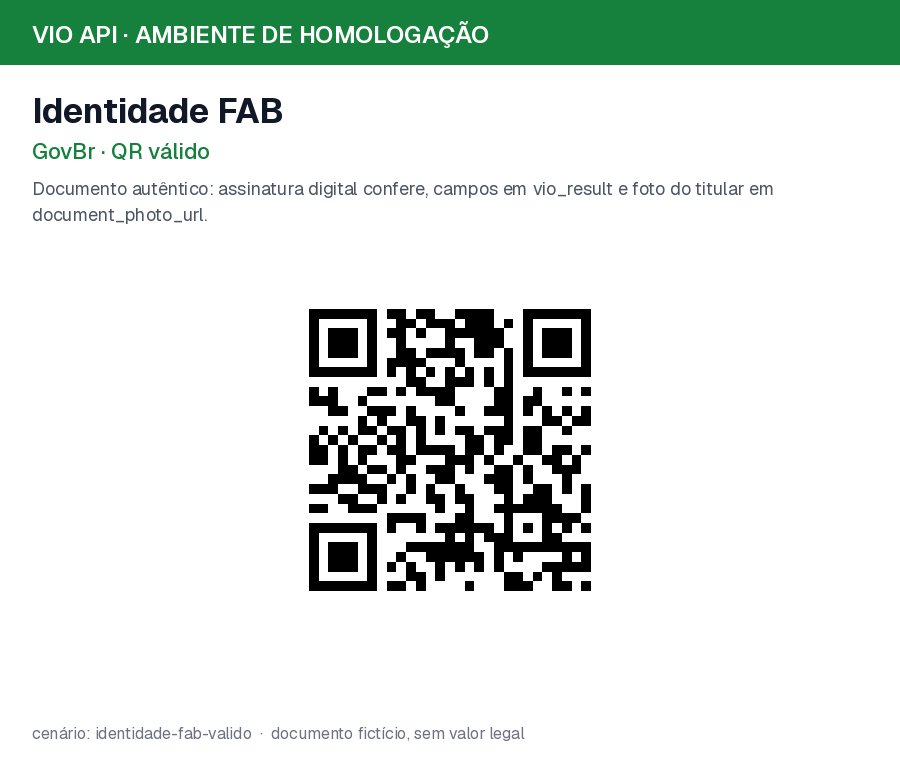 VIO API · AMBIENTE DE HOMOLOGAÇÃO
Identidade FAB
GovBr · QR válido
Documento autêntico: assinatura digital confere, campos em vio_result e foto do titular em
document_photo_url.
cenário: identidade-fab-valido · documento fictício, sem valor legal